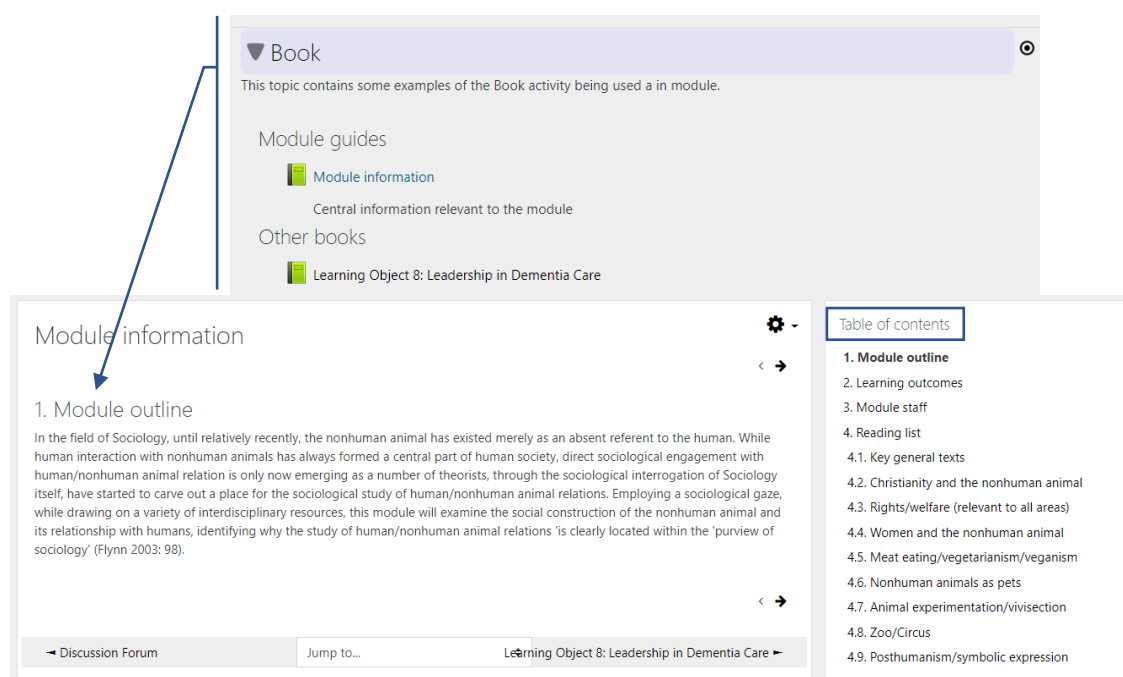 Book
This topic contains some examples of the Book activity being used a in module.
Module guides
Module information
Central information relevant to the module
Other books
Learning Object 8: Leadership in Dementia Care
Module information
1. Module outline
In the field of Sociology, until relatively recently, the nonhuman animal has existed merely as an absent referent to the human. While
human interaction with nonhuman animals has always formed a central part of human society, direct sociological engagement with
human/nonhuman animal relation is only now emerging as a number of theorists, through the sociological interrogation of Sociology
itself, have started to carve out a place for the sociological study of human/nonhuman animal relations. Employing a sociological gaze,
while drawing on a variety of interdisciplinary resources, this module will examine the social construction of the nonhuman animal and
its relationship with humans, identifying why the study of human/nonhuman animal relations 'is clearly located within the 'purview of
sociology' (Flynn 2003: 98).
Discussion Forum
Jump to...
Learning Object 8: Leadership in Dementia Care
Table of contents
1. Module outline
2. Learning outcomes
3. Module staff
4. Reading list
4.1. Key general texts
4.2. Christianity and the nonhuman animal
4.3. Rights/welfare (relevant to all areas)
4.4. Women and the nonhuman animal
4.5. Meat eating/vegetarianism/veganism
4.6. Nonhuman animals as pets
4.7. Animal experimentation/vivisection
4.8. Zoo/Circus
4.9. Posthumanism/symbolic expression